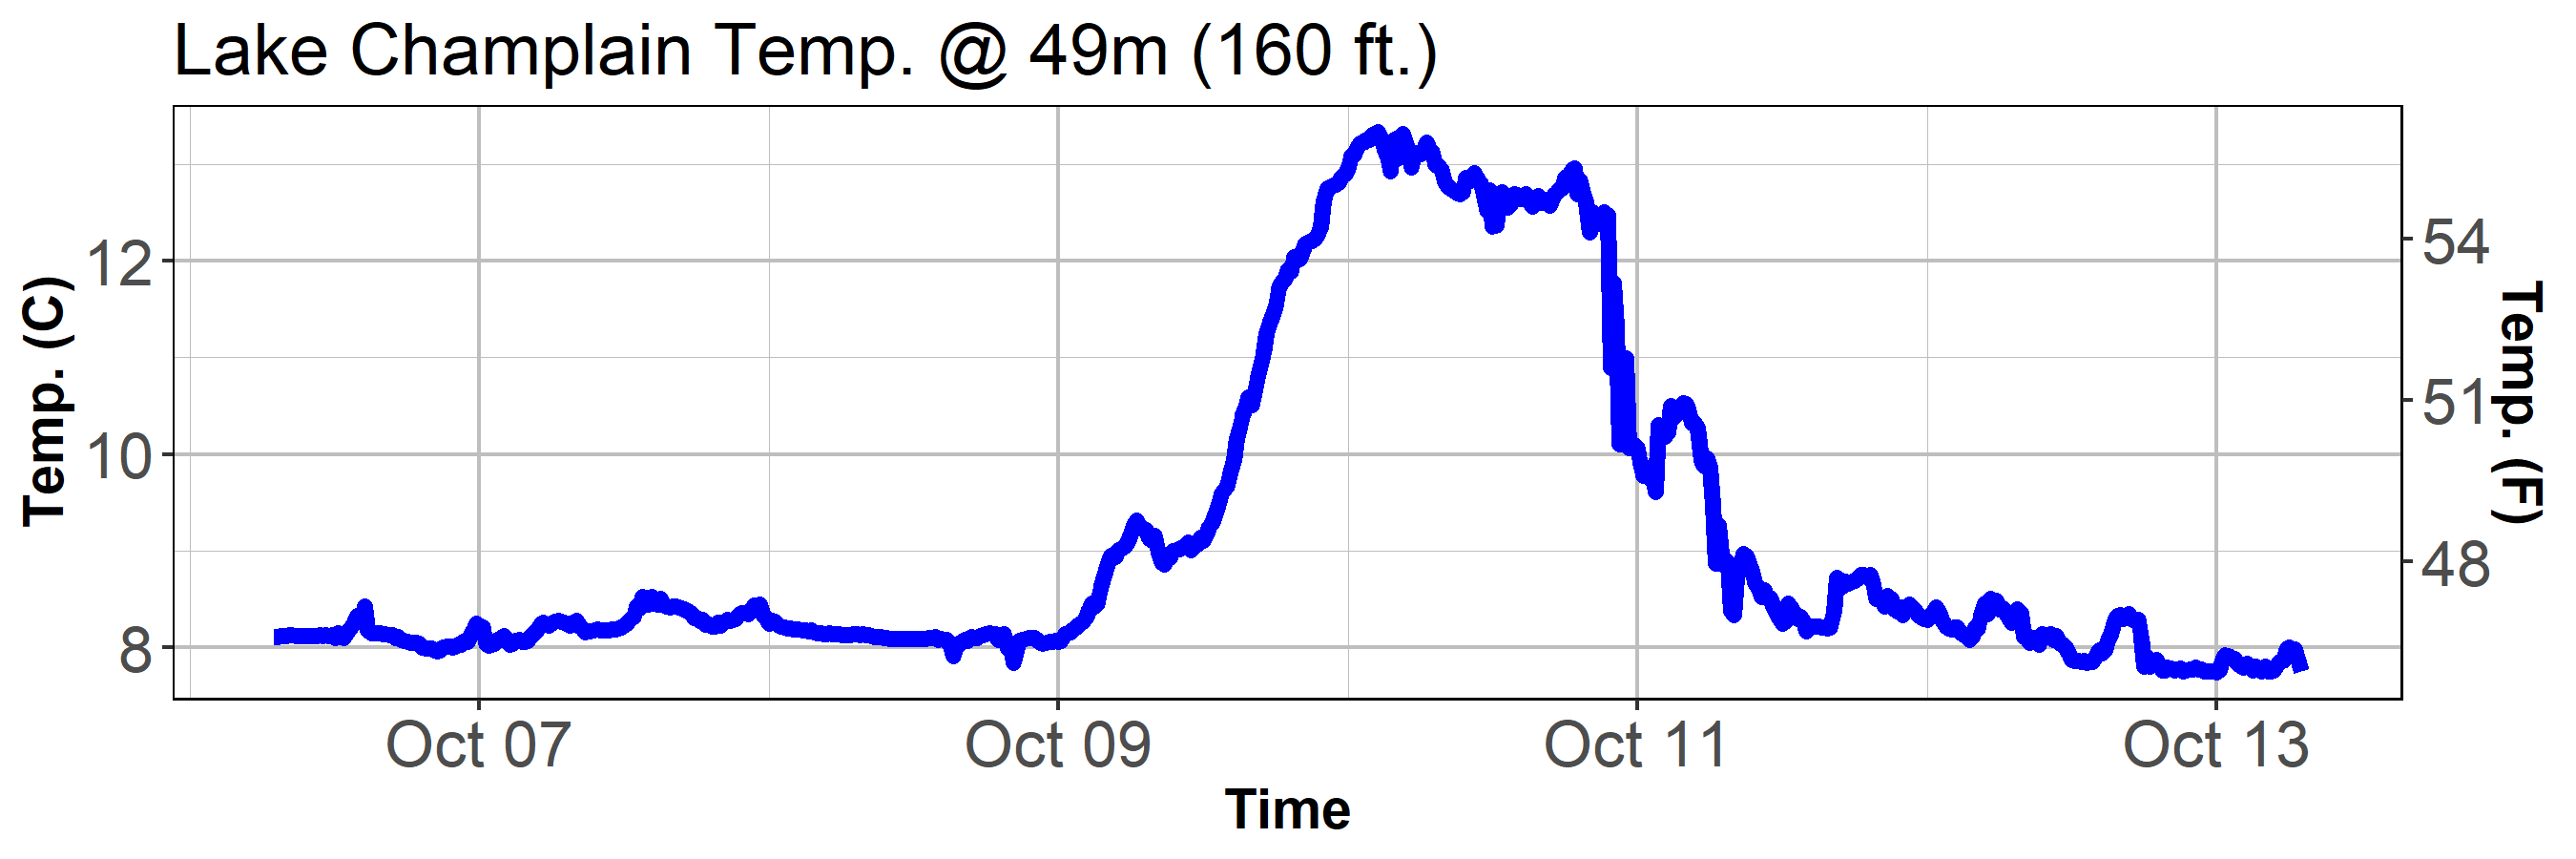 Lake Champlain Temp. @ 49m (160 ft.)
Temp. (C)
12
10
8
54
51
48
Temp. (F)
Oct 07
Oct 09
Oct 11
Oct 13
Time